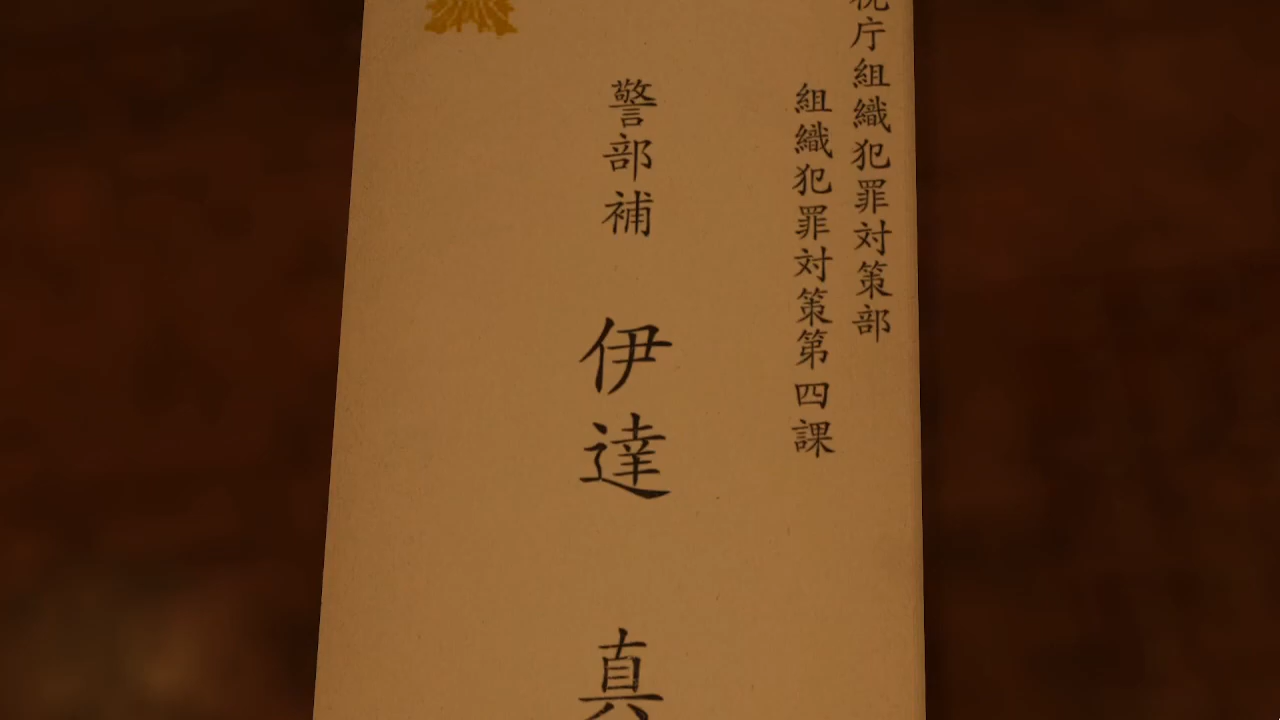 視庁組織犯罪対策部
組織犯罪対策第四課
警部補
伊達 真